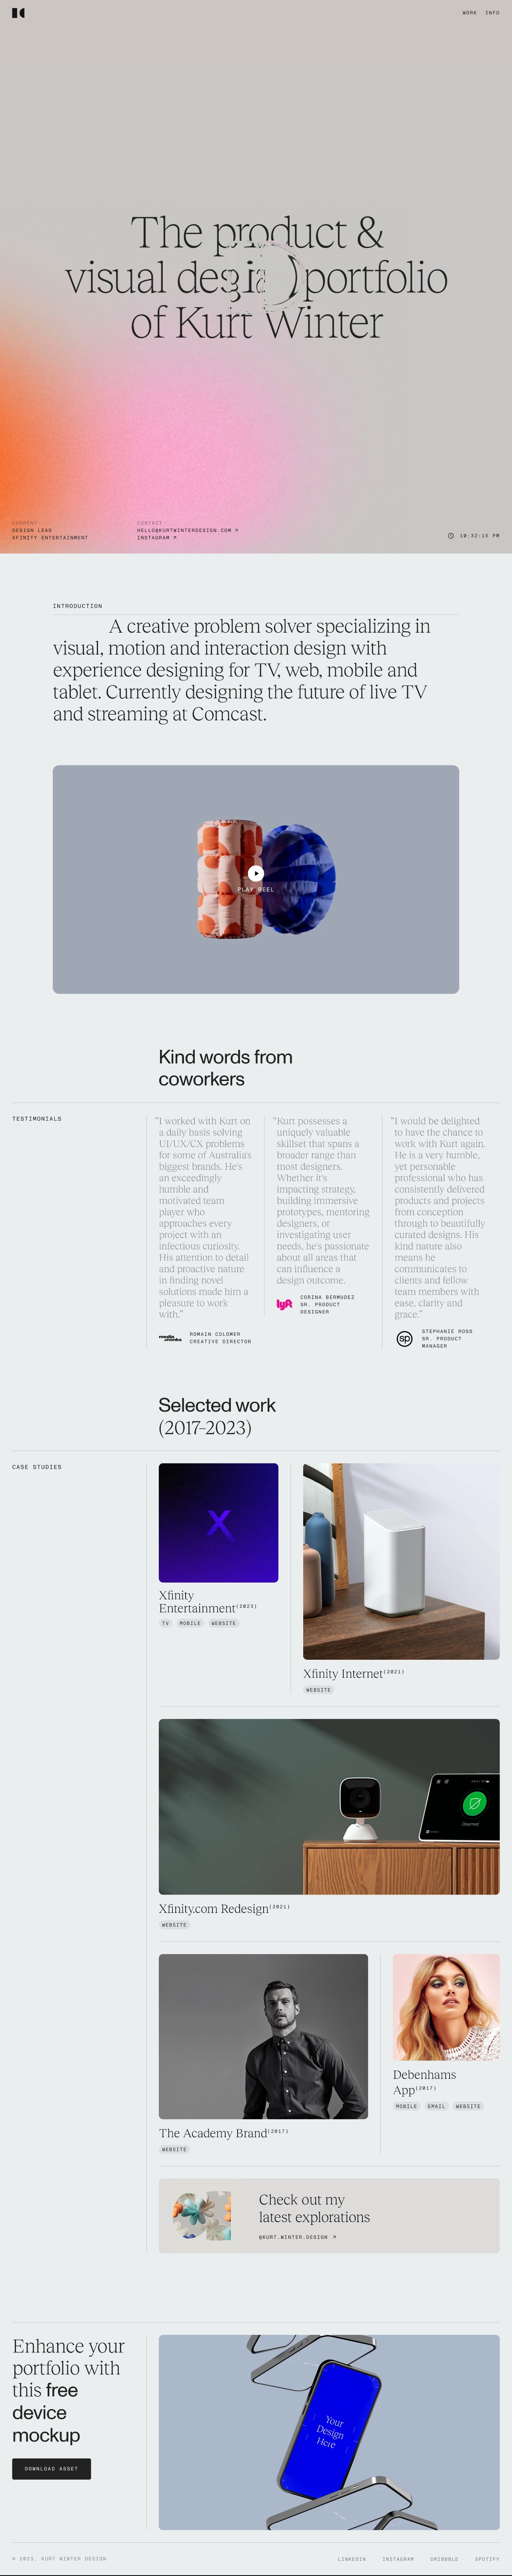 WORK INFO
The product &
visual design portfolio
of Kurt Winter
CURRENT
DESIGN LEAD
XFINITY ENTERTAINMENT
CONTACT
HELLO@KURTWINTERDESIGN.COM ↗
INSTAGRAM ↗
10:32:15 PM
INTRODUCTION
A creative problem solver specializing in
visual, motion and interaction design with
experience designing for TV, web, mobile and
tablet. Currently designing the future of live TV
and streaming at Comcast.
PLAY REEL
Kind words from
coworkers
TESTIMONIALS
“I worked with Kurt on
a daily basis solving
UI/UX/CX problems
for some of Australia's
biggest brands. He's
an exceedingly
humble and
motivated team
player who
approaches every
project with an
infectious curiosity.
His attention to detail
and proactive nature
in finding novel
solutions made him a
pleasure to work
with.”
media.monks
ROMAIN COLOMER
CREATIVE DIRECTOR
“Kurt possesses a
uniquely valuable
skillset that spans a
broader range than
most designers.
Whether it's
impacting strategy,
building immersive
prototypes, mentoring
designers, or
investigating user
needs, he's passionate
about all areas that
can influence a
design outcome.
lyft
CORINA BERMUDEZ
SR. PRODUCT
DESIGNER
“I would be delighted
to have the chance to
work with Kurt again.
He is a very humble,
yet personable
professional who has
consistently delivered
products and projects
from conception
through to beautifully
curated designs. His
kind nature also
means he
communicates to
clients and fellow
team members with
ease, clarity and
grace.”
sp
STEPHANIE ROSS
SR. PRODUCT
MANAGER
Selected work
(2017-2023)
CASE STUDIES
X
Xfinity
Entertainment(2023)
TV MOBILE WEBSITE
Xfinity Internet(2021)
WEBSITE
Disarmed
Xfinity.com Redesign(2021)
WEBSITE
The Academy Brand(2017)
WEBSITE
Debenhams
App(2017)
MOBILE EMAIL WEBSITE
Check out my
latest explorations
@KURT.WINTER.DESIGN ↗
Enhance your
portfolio with
this free
device
mockup
DOWNLOAD ASSET
Your
Design
Here
© 2023, KURT WINTER DESIGN
LINKEDIN INSTAGRAM DRIBBBLE SPOTIFY